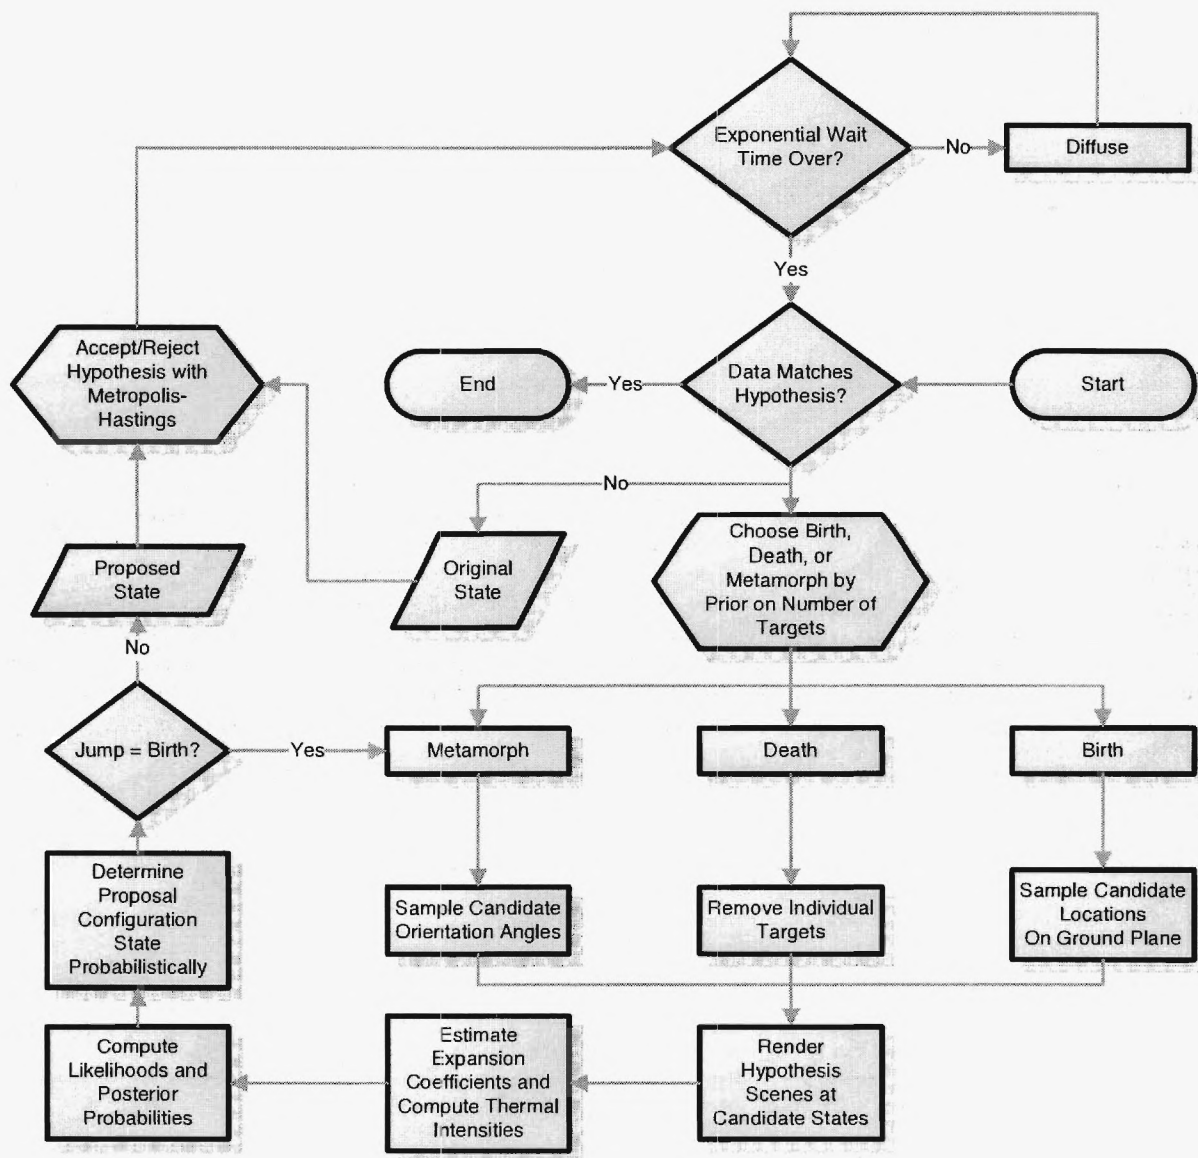 Exponential Wait
Time Over?
No
Diffuse
Yes
Accept/Reject
Hypothesis with
Metropolis-
Hastings
End
Yes
Data Matches
Hypothesis?
Start
No
Choose Birth,
Death, or
Metamorph by
Prior on Number of
Targets
Original
State
Proposed
State
No
Jump = Birth?
Yes
Metamorph
Death
Birth
Determine
Proposal
Configuration
State
Probabilistically
Sample Candidate
Orientation Angles
Remove Individual
Targets
Sample Candidate
Locations
On Ground Plane
Compute
Likelihoods and
Posterior
Probabilities
Estimate
Expansion
Coefficients and
Compute Thermal
Intensities
Render
Hypothesis
Scenes at
Candidate States